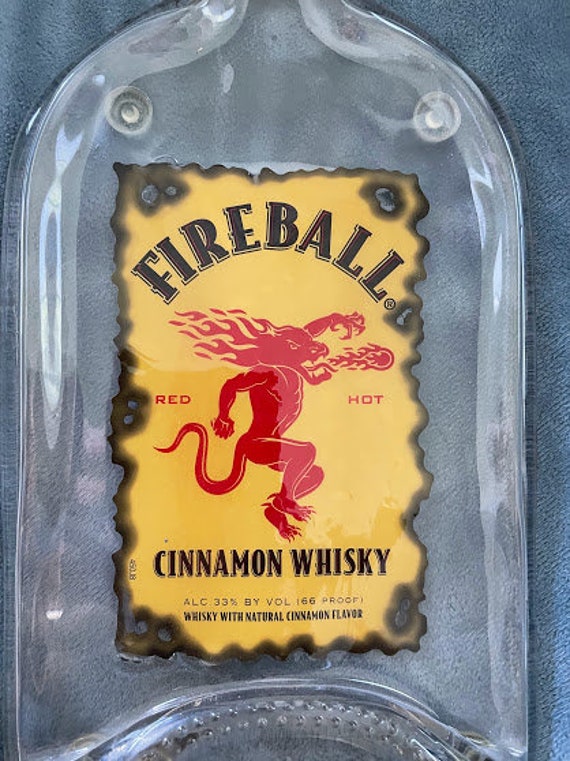 FIREBALL®
RED HOT
CINNAMON WHISKY
ALC 33% BY VOL (66 PROOF)
WHISKY WITH NATURAL CINNAMON FLAVOR